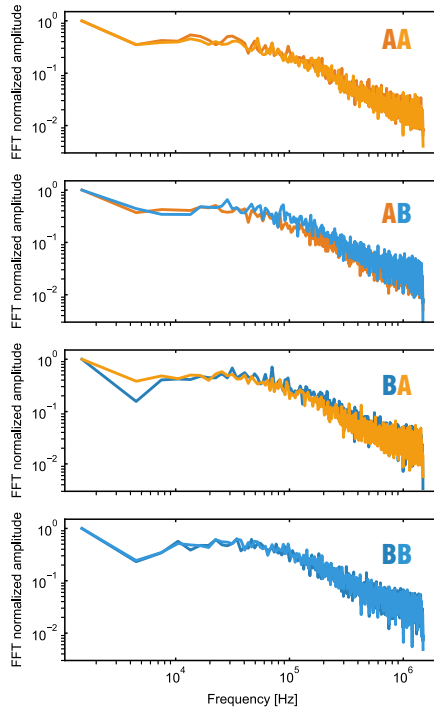 FFT normalized amplitude
10⁰
10⁻¹
10⁻²
AA
FFT normalized amplitude
10⁰
10⁻¹
10⁻²
AB
FFT normalized amplitude
10⁰
10⁻¹
10⁻²
BA
FFT normalized amplitude
10⁰
10⁻¹
10⁻²
BB
10⁴ 10⁵ 10⁶
Frequency [Hz]